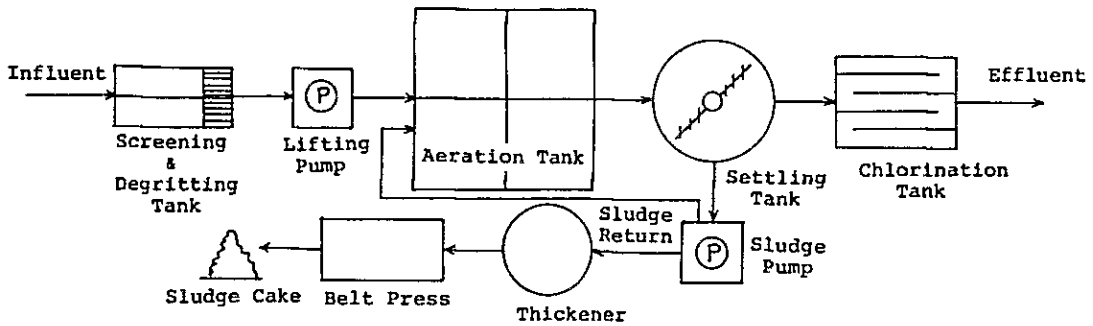 Influent
Screening
&
Degritting
Tank
P
Lifting
Pump
Aeration Tank
Settling
Tank
Effluent
Chlorination
Tank
Sludge
Return
P
Sludge
Pump
Thickener
Belt Press
Sludge Cake